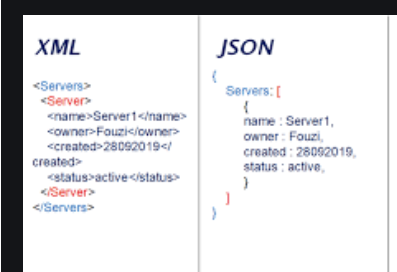 XML
<Servers>
<Server>
<name>Server1</name>
<owner>Fouzi</owner>
<created>28092019</
created>
<status>active</status>
</Server>
</Servers>
JSON
{
Servers: [
{
name : Server1,
owner : Fouzi,
created : 28092019,
status : active,
}
]
}